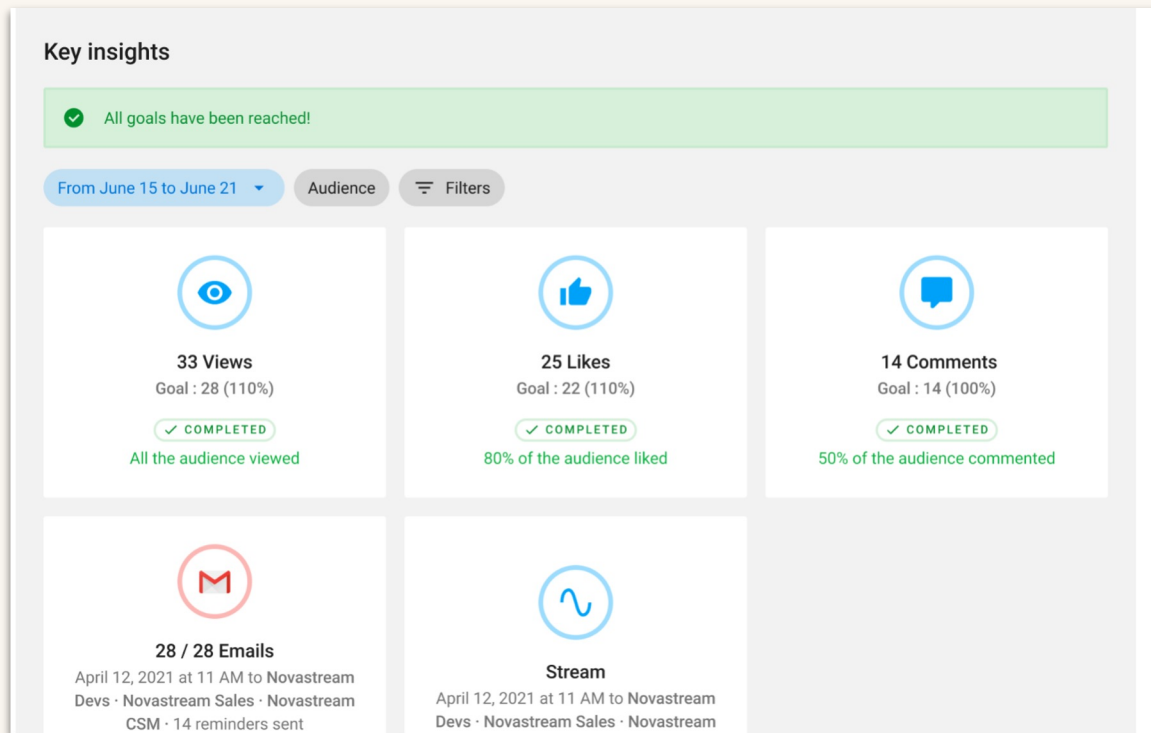 Key insights
All goals have been reached!
From June 15 to June 21
Audience
Filters
33 Views
Goal : 28 (110%)
COMPLETED
All the audience viewed
25 Likes
Goal : 22 (110%)
COMPLETED
80% of the audience liked
14 Comments
Goal : 14 (100%)
COMPLETED
50% of the audience commented
28 / 28 Emails
April 12, 2021 at 11 AM to Novastream
Devs · Novastream Sales · Novastream
CSM · 14 reminders sent
Stream
April 12, 2021 at 11 AM to Novastream
Devs · Novastream Sales · Novastream